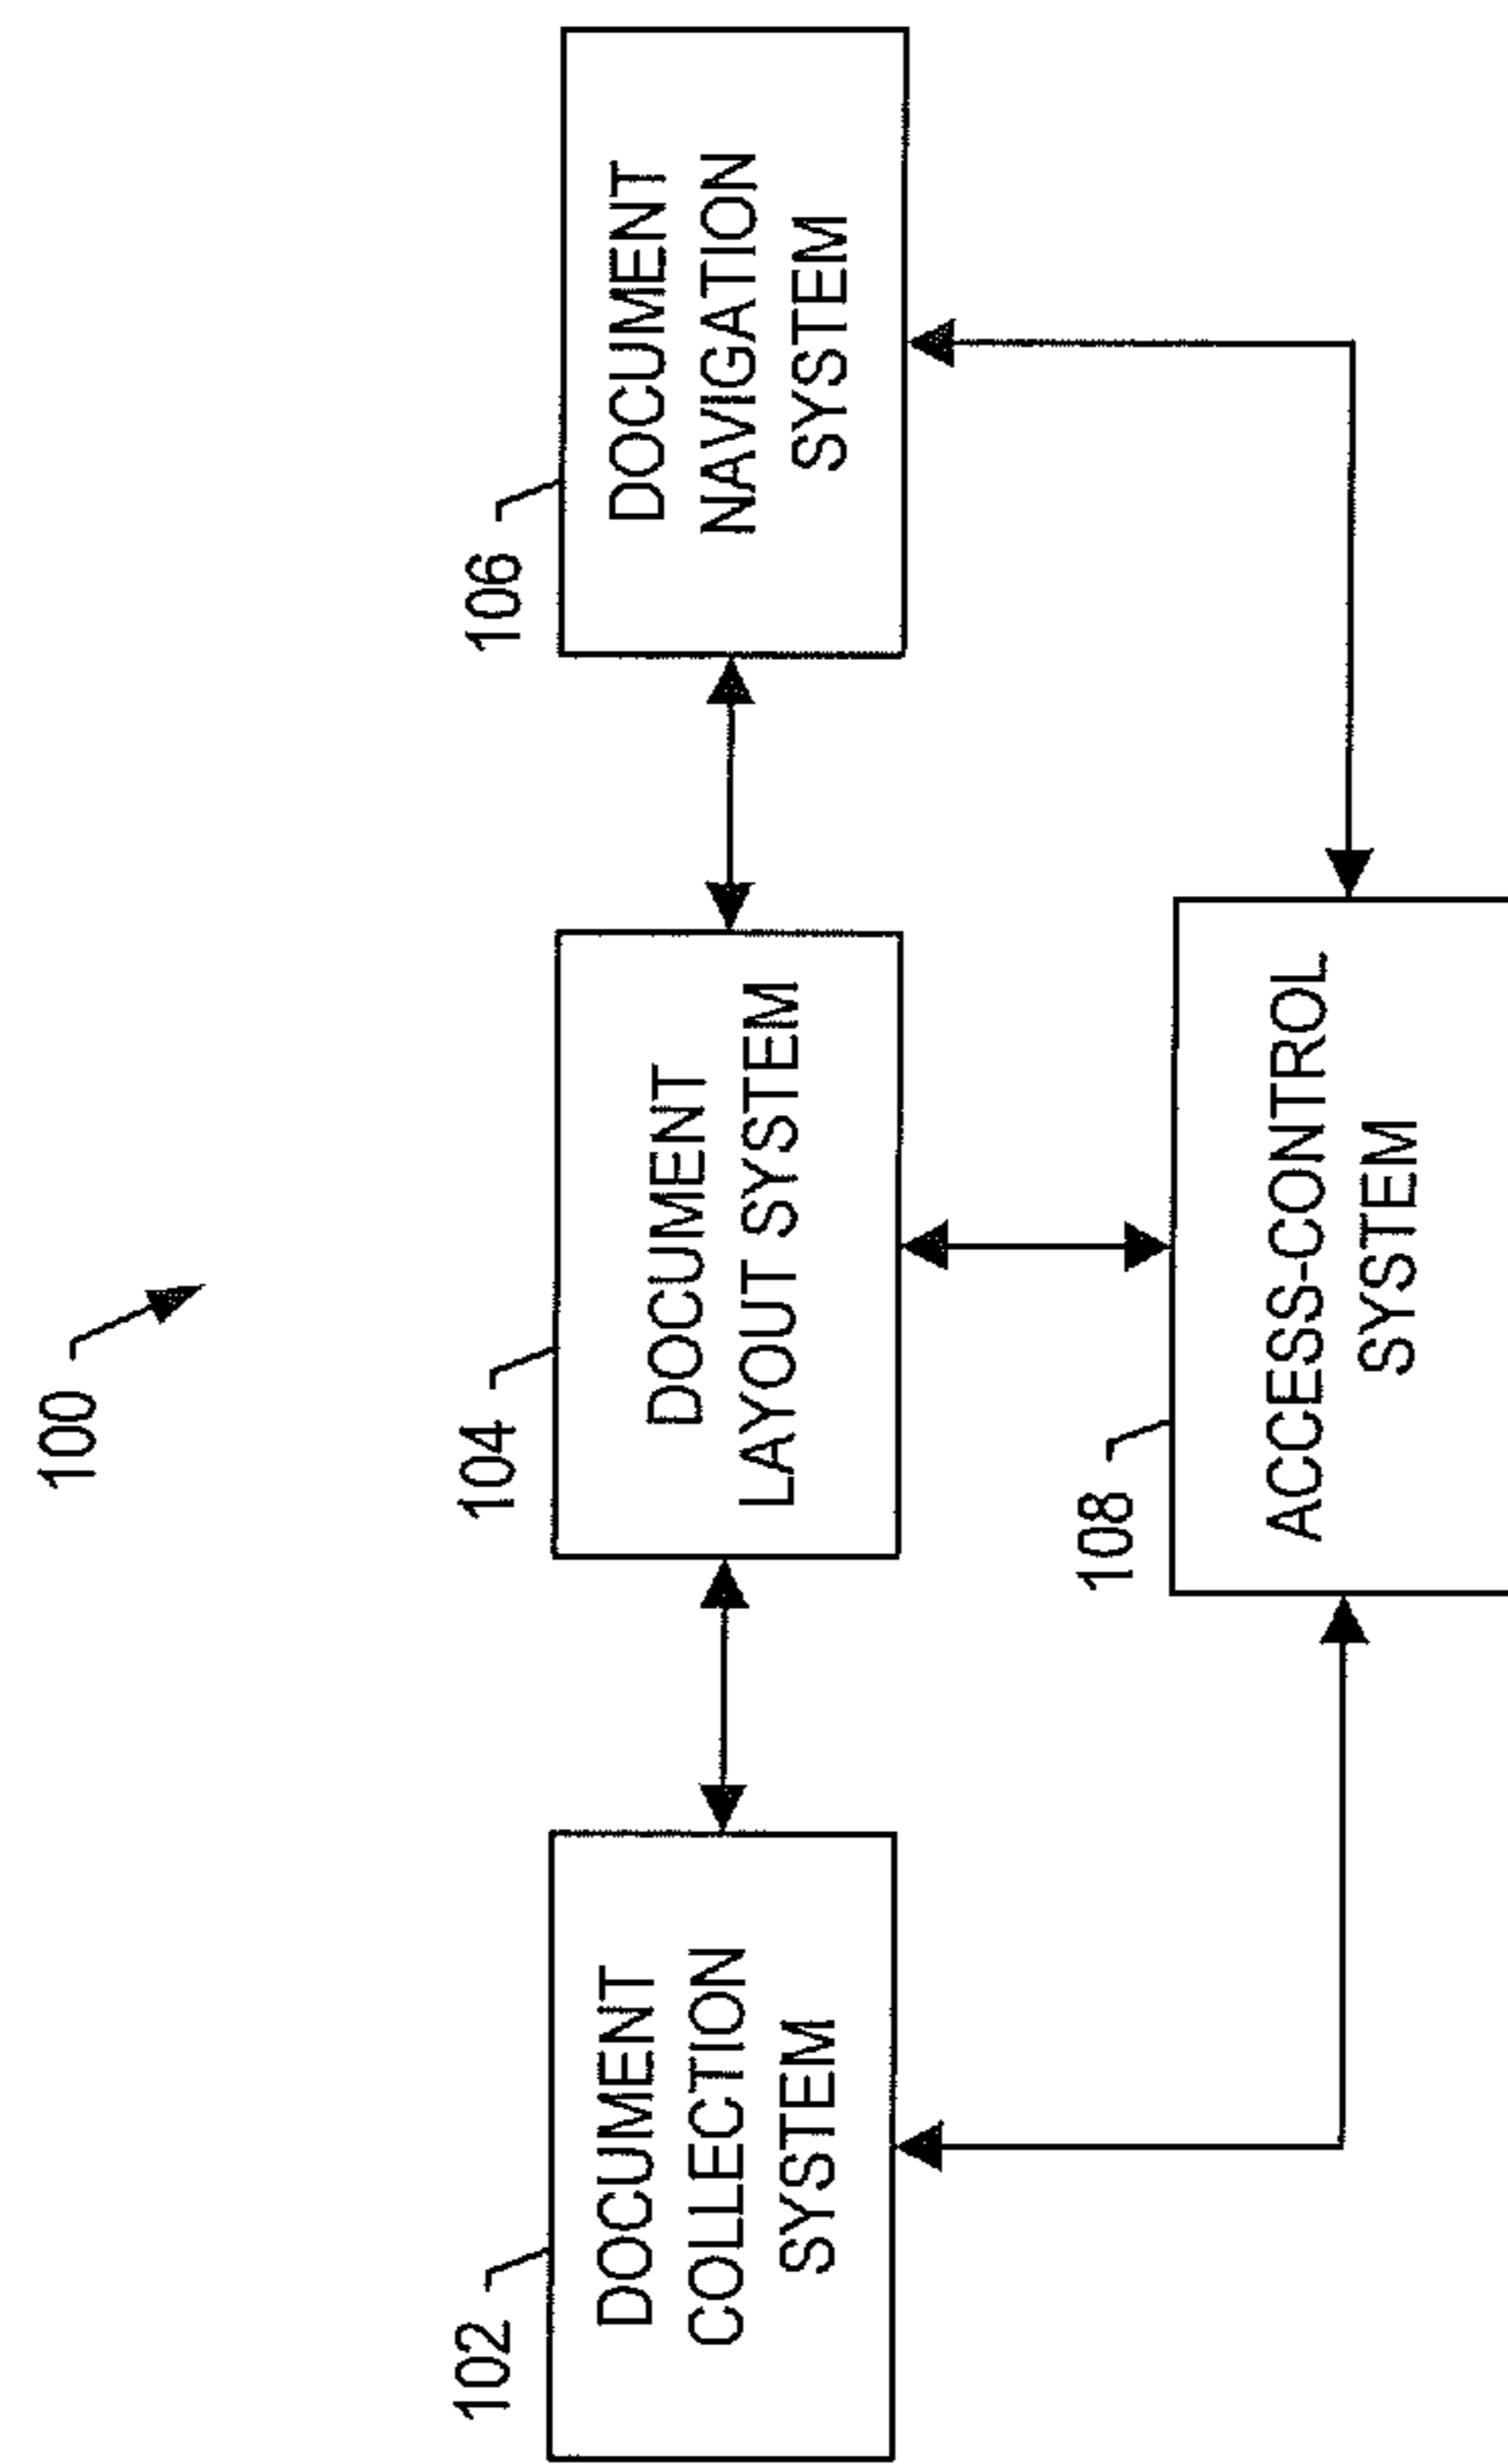 100
102
DOCUMENT
COLLECTION
SYSTEM
104
DOCUMENT
LAYOUT SYSTEM
106
DOCUMENT
NAVIGATION
SYSTEM
108
ACCESS-CONTROL
SYSTEM